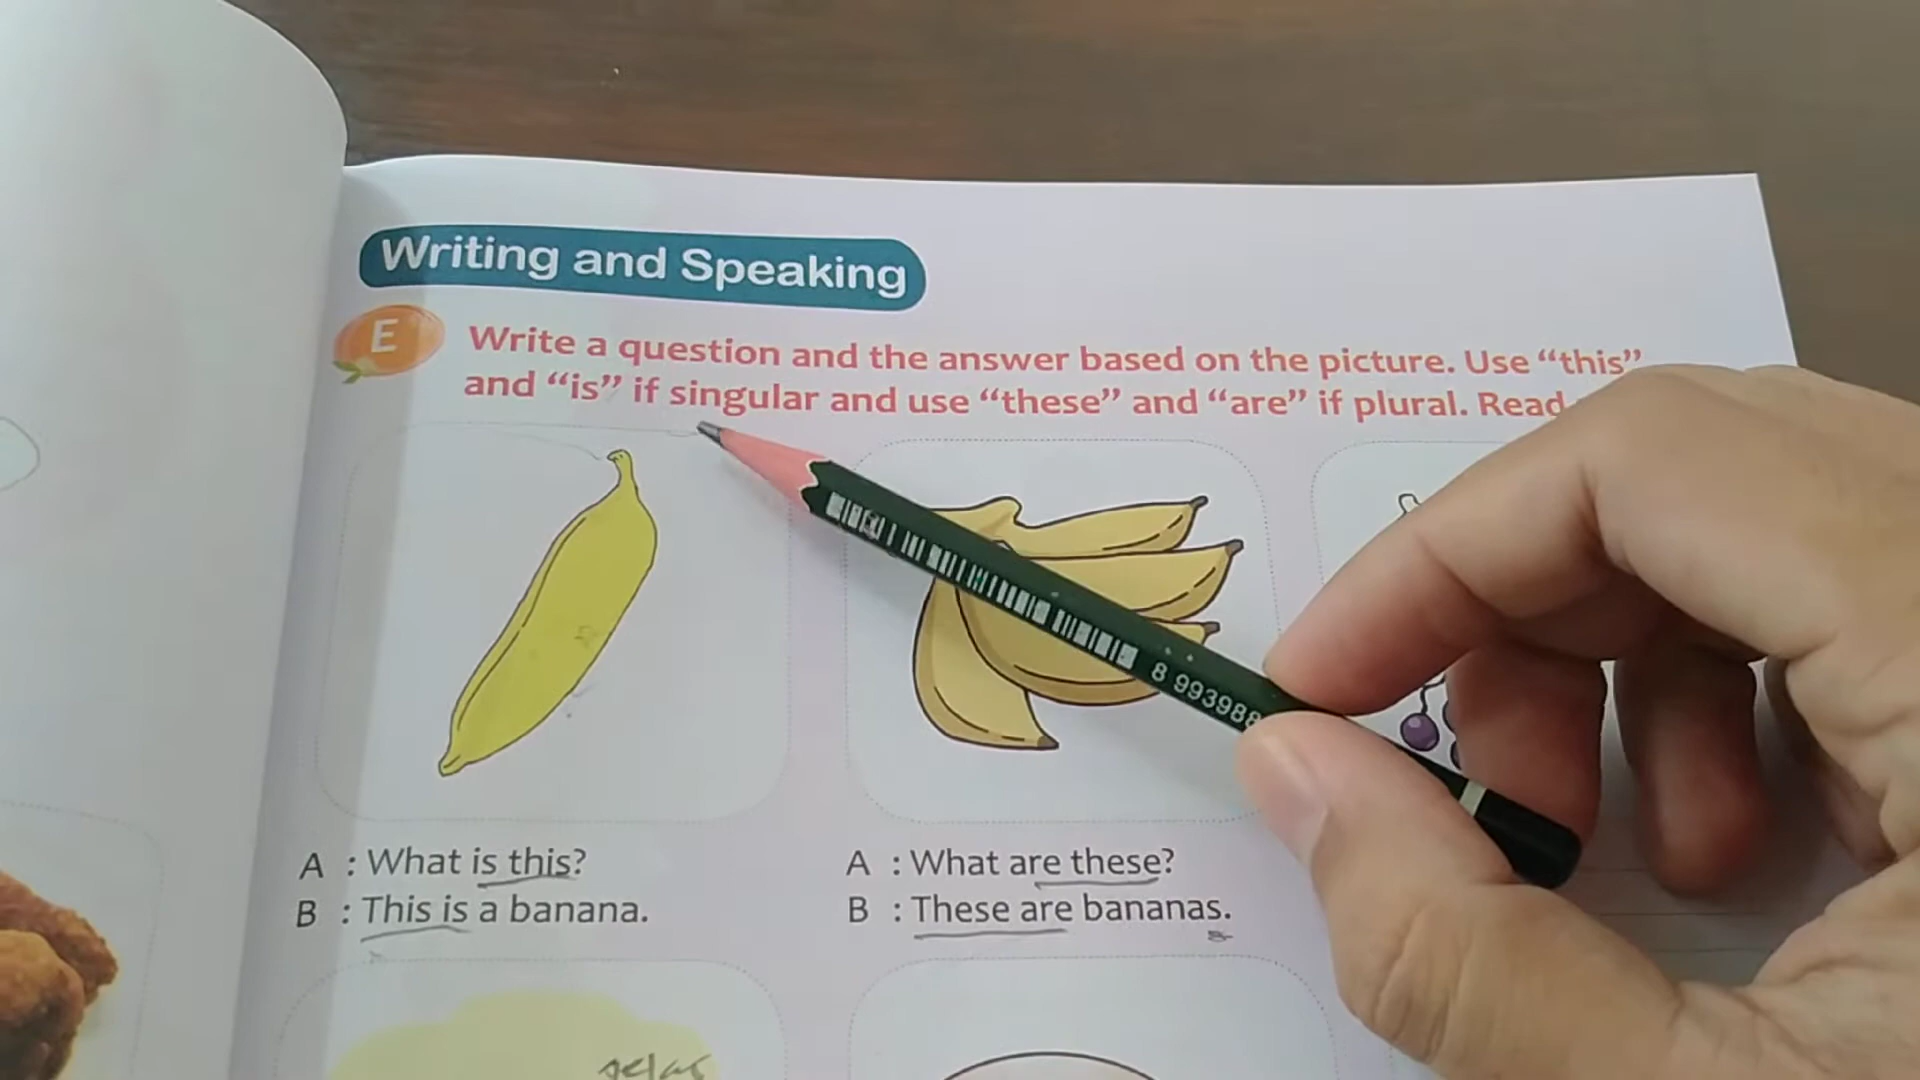 Writing and Speaking
E
Write a question and the answer based on the picture. Use “this”
and “is” if singular and use “these” and “are” if plural. Read
8 993988
A : What is this?
B : This is a banana.
A : What are these?
B : These are bananas.
s
gelas